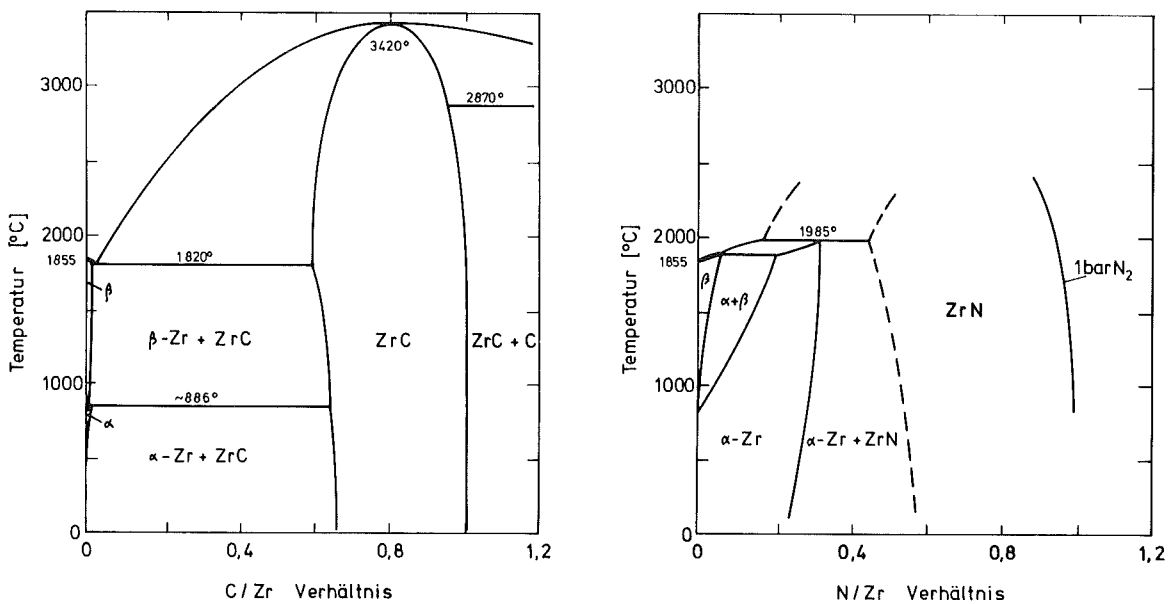 3000
2000
1855
1000
0
Temperatur [°C]
3420°
2870°
1820°
β
β-Zr + ZrC
ZrC
ZrC + C
~886°
α
α-Zr + ZrC
0
0,4
0,8
1,2
C/Zr Verhältnis
3000
2000
1855
1000
0
Temperatur [°C]
1985°
β
α+β
ZrN
1bar N₂
α-Zr
α-Zr + ZrN
0
0,4
0,8
1,2
N/Zr Verhältnis